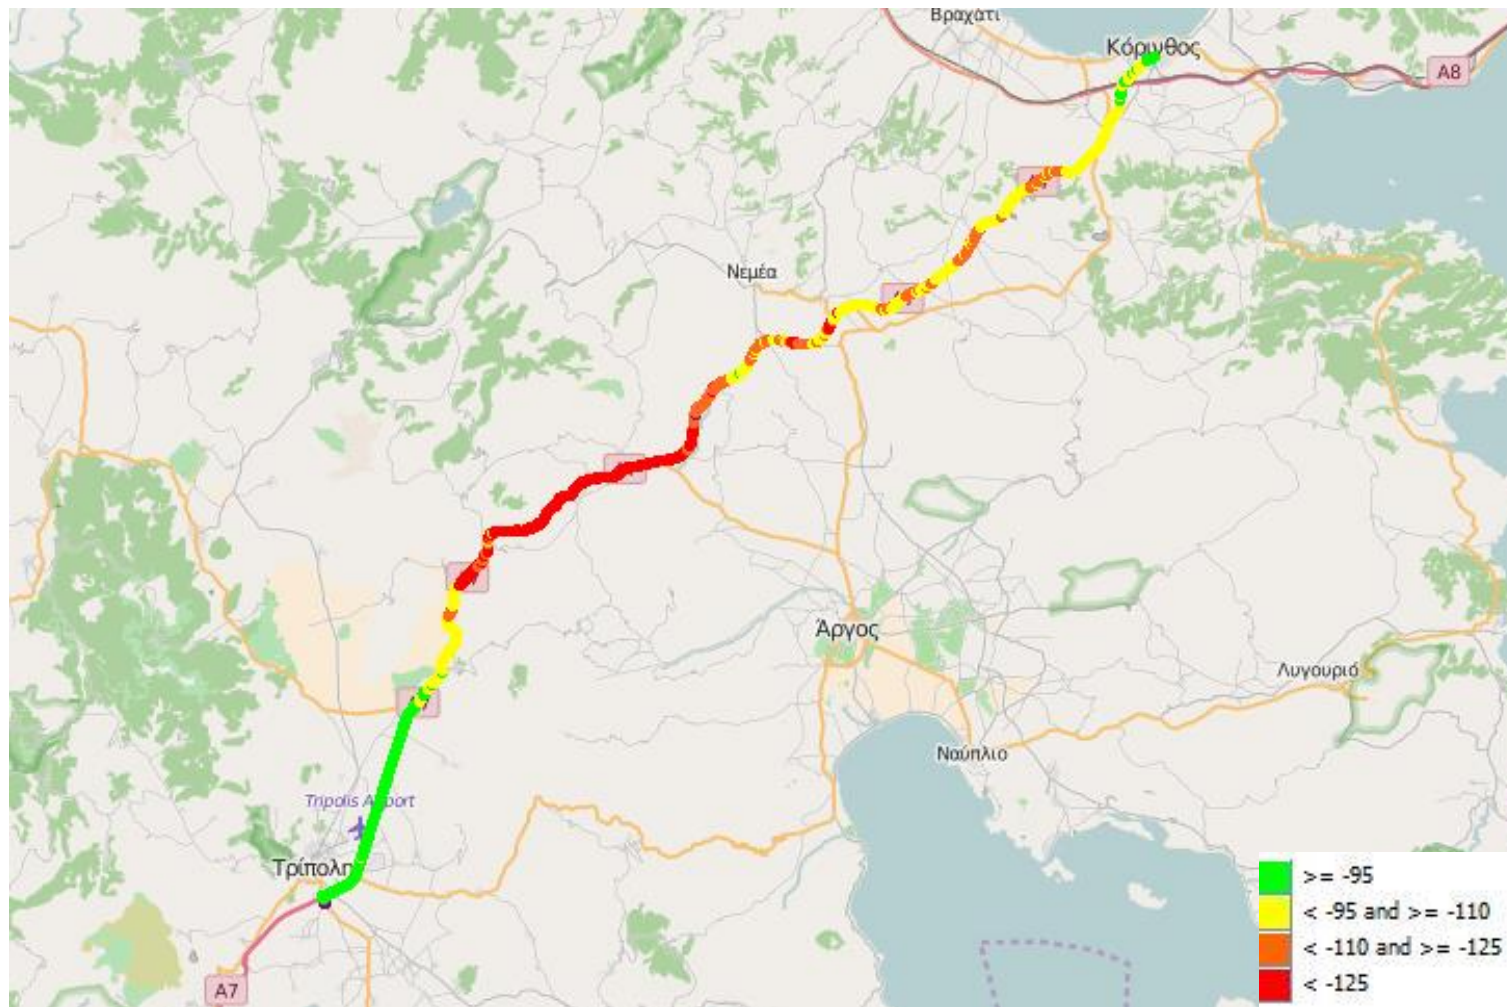 Βραχάτι
Κόρινθος
A8
Νεμέα
Άργος
Λυγουριό
Ναύπλιο
Tripolis Airport
Τρίπολη
A7
>= -95
< -95 and >= -110
< -110 and >= -125
< -125